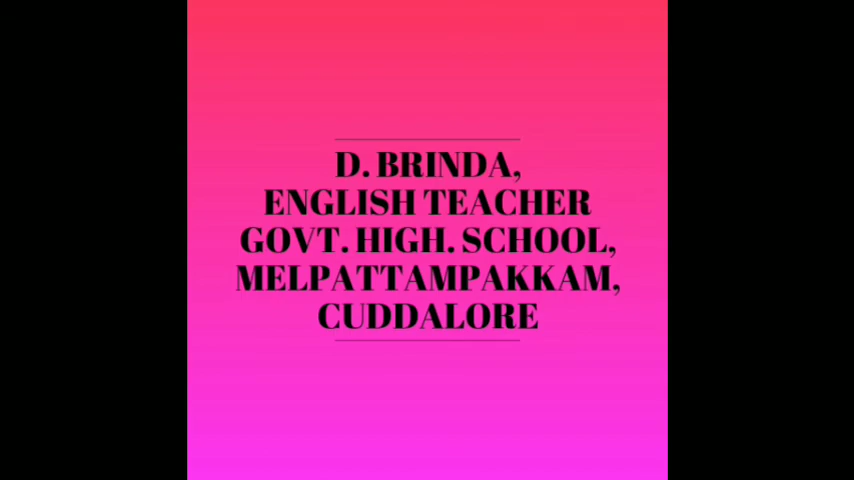 D. BRINDA,
ENGLISH TEACHER
GOVT. HIGH. SCHOOL,
MELPATTAMPAKKAM,
CUDDALORE